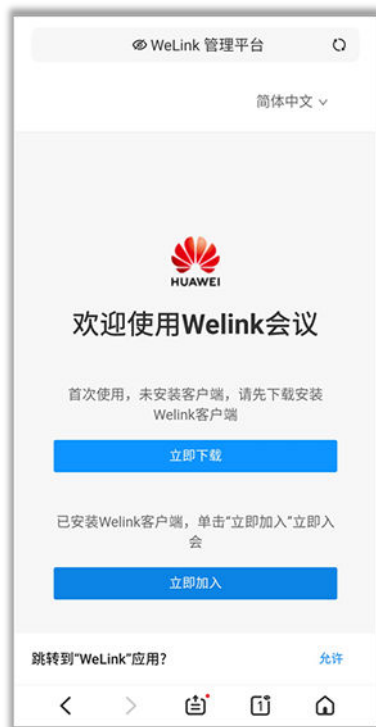 WeLink 管理平台
简体中文
HUAWEI
欢迎使用Welink会议
首次使用，未安装客户端，请先下载安装
Welink客户端
立即下载
已安装Welink客户端，单击“立即加入”立即入
会
立即加入
跳转到“WeLink”应用?
允许
1